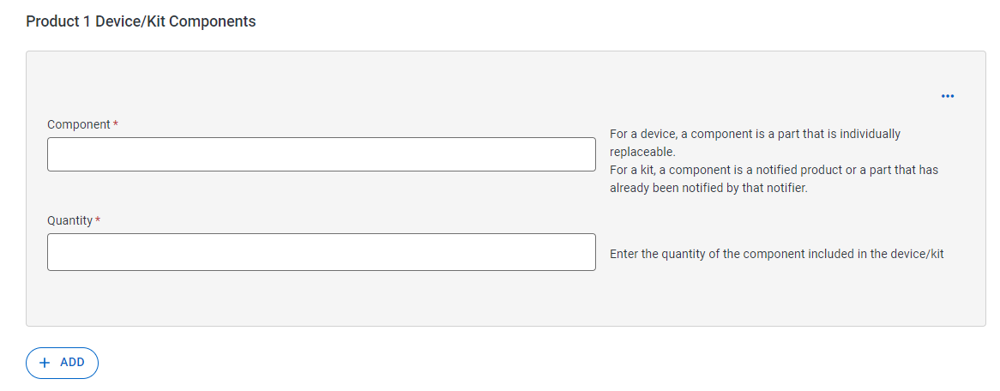 Product 1 Device/Kit Components
Component *
For a device, a component is a part that is individually
replaceable.
For a kit, a component is a notified product or a part that has
already been notified by that notifier.
Quantity *
Enter the quantity of the component included in the device/kit
+ ADD